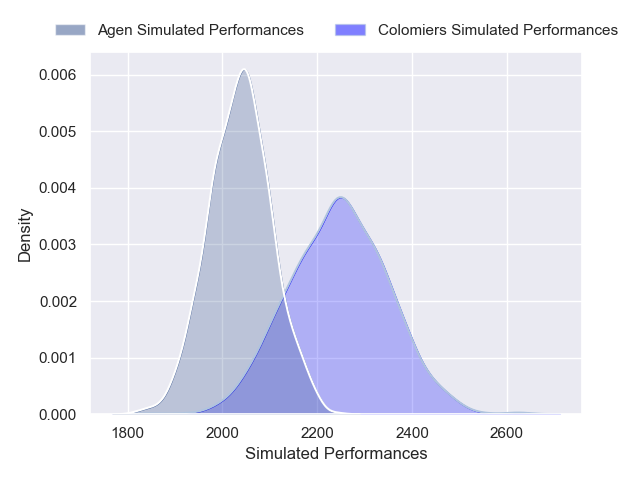 Agen Simulated Performances Colomiers Simulated Performances
0.006
0.005
0.004
0.003
0.002
0.001
0.000
Density
1800 2000 2200 2400 2600
Simulated Performances